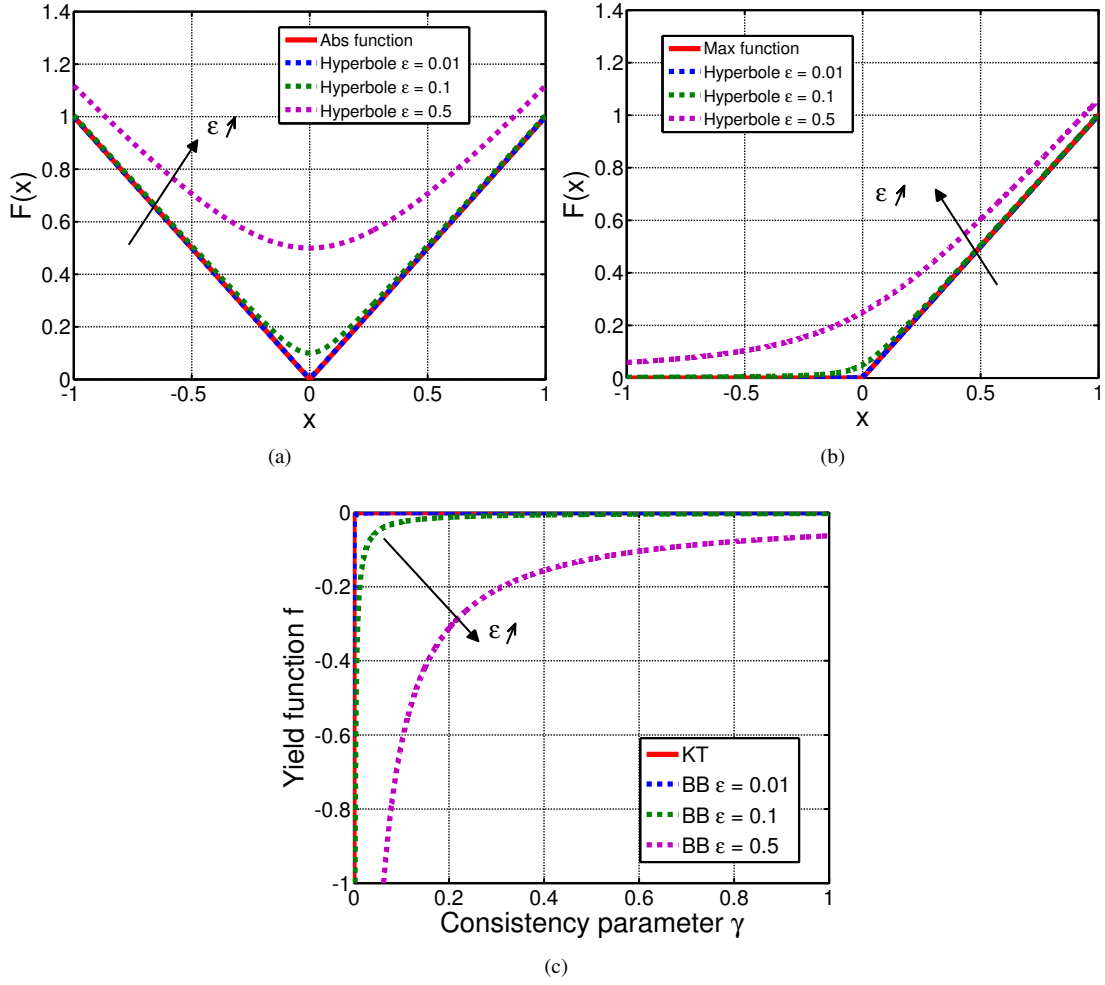 1.4
1.2
1
0.8
0.6
0.4
0.2
0
-1
-0.5
0
0.5
1
F(x)
x
Abs function
Hyperbole ε = 0.01
Hyperbole ε = 0.1
Hyperbole ε = 0.5
ε
(a)
1.4
1.2
1
0.8
0.6
0.4
0.2
0
-1
-0.5
0
0.5
1
F(x)
x
Max function
Hyperbole ε = 0.01
Hyperbole ε = 0.1
Hyperbole ε = 0.5
ε
(b)
0
-0.2
-0.4
-0.6
-0.8
-1
0
0.2
0.4
0.6
0.8
1
Yield function f
Consistency parameter γ
ε
KT
BB ε = 0.01
BB ε = 0.1
BB ε = 0.5
(c)